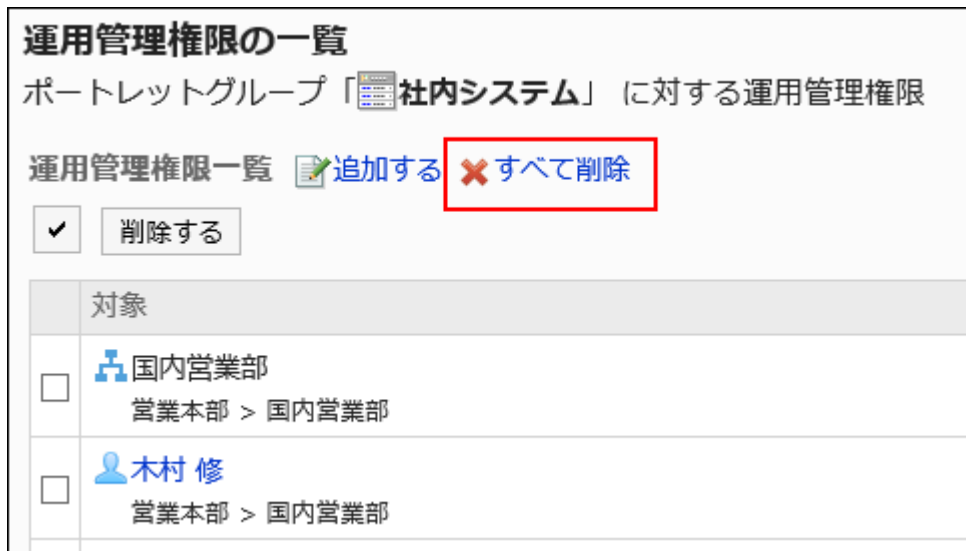 運用管理権限の一覧
ポートレットグループ「社内システム」 に対する運用管理権限
運用管理権限一覧 追加する すべて削除
削除する
対象
国内営業部
営業本部 > 国内営業部
木村 修
営業本部 > 国内営業部